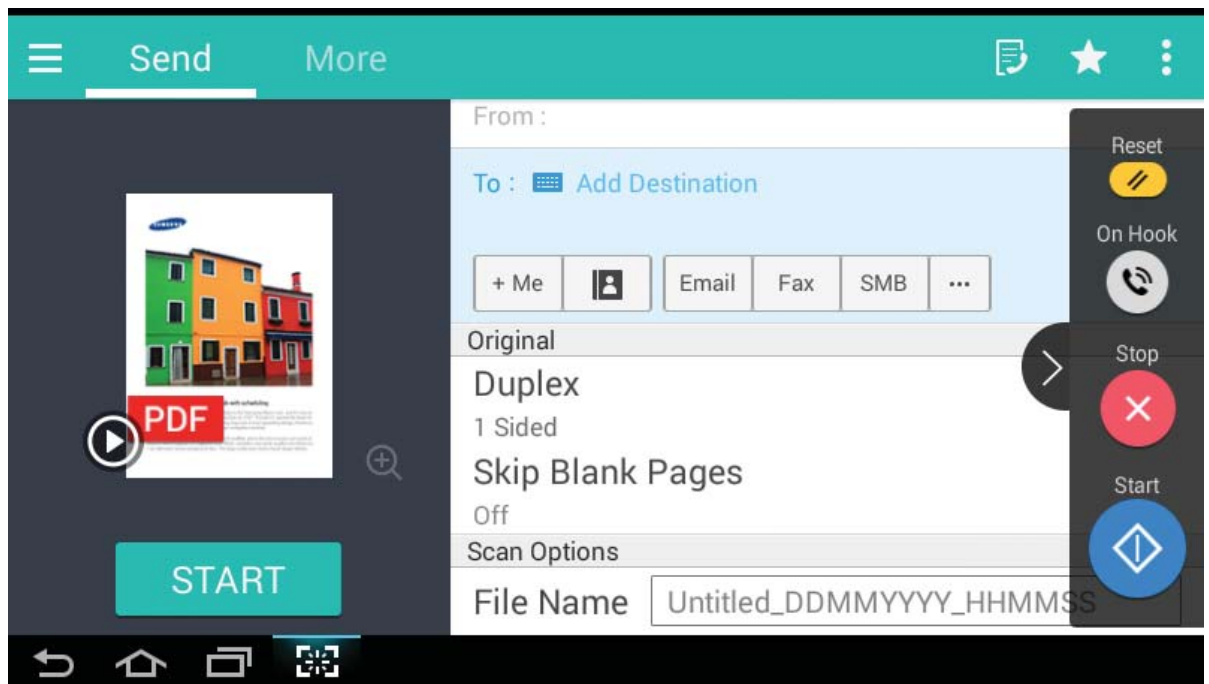 Send More
From :
To : Add Destination
+ Me Email Fax SMB ...
Original
Duplex
1 Sided
Skip Blank Pages
Off
Scan Options
File Name Untitled_DDMMYYYY_HHMMSS
SAMSUNG
PDF
START
Reset
On Hook
Stop
Start